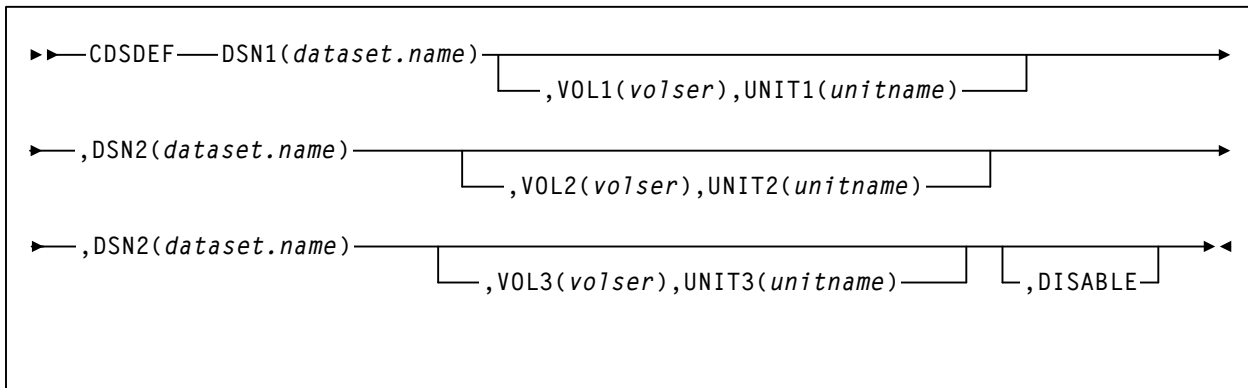 CDSDEF DSN1(dataset.name)
,VOL1(volser),UNIT1(unitname)
,DSN2(dataset.name)
,VOL2(volser),UNIT2(unitname)
,DSN2(dataset.name)
,VOL3(volser),UNIT3(unitname) ,DISABLE